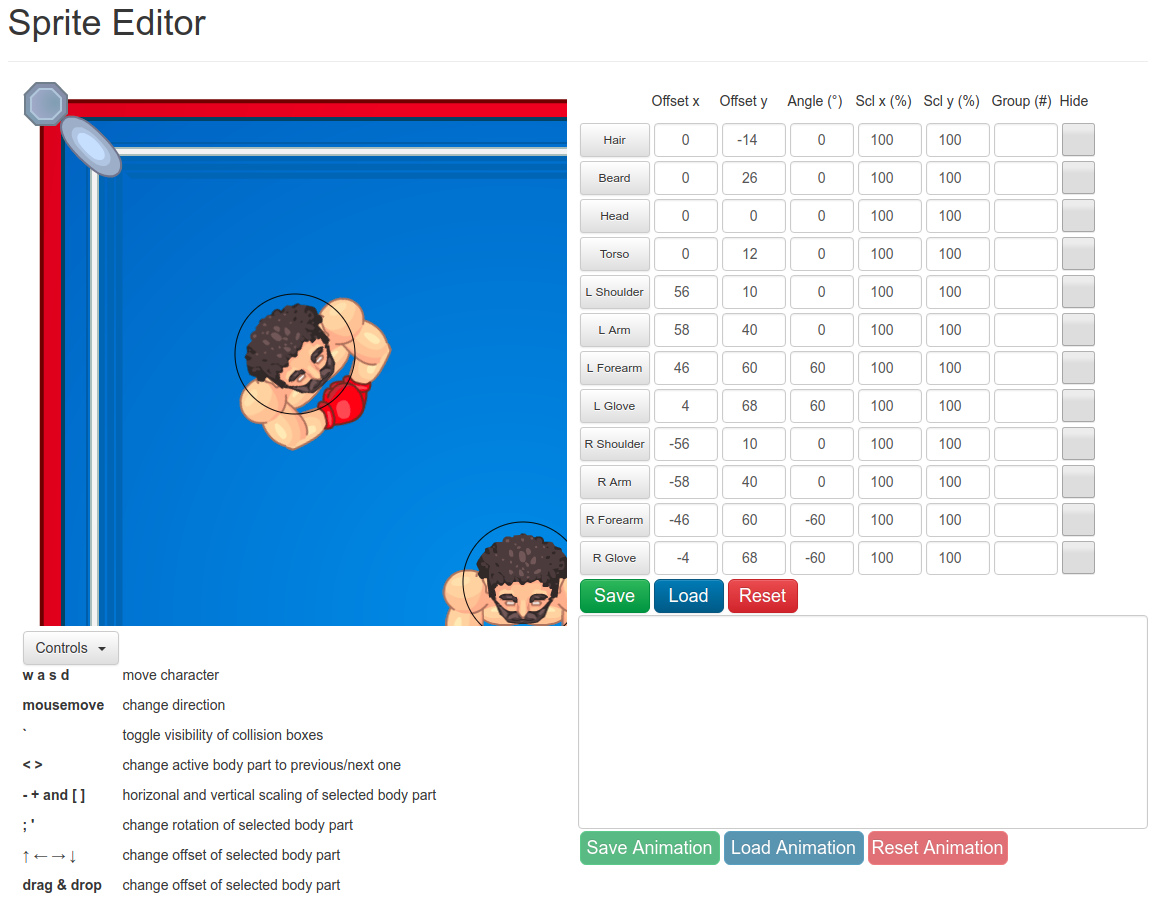 Sprite Editor
Offset x Offset y Angle (°) Scl x (%) Scl y (%) Group (#) Hide
Hair 0 -14 0 100 100
Beard 0 26 0 100 100
Head 0 0 0 100 100
Torso 0 12 0 100 100
L Shoulder 56 10 0 100 100
L Arm 58 40 0 100 100
L Forearm 46 60 60 100 100
L Glove 4 68 60 100 100
R Shoulder -56 10 0 100 100
R Arm -58 40 0 100 100
R Forearm -46 60 -60 100 100
R Glove -4 68 -60 100 100
Save Load Reset
Controls
w a s d move character
mousemove change direction
` toggle visibility of collision boxes
< > change active body part to previous/next one
- + and [ ] horizonal and vertical scaling of selected body part
; ' change rotation of selected body part
↑←→↓ change offset of selected body part
drag & drop change offset of selected body part
Save Animation Load Animation Reset Animation